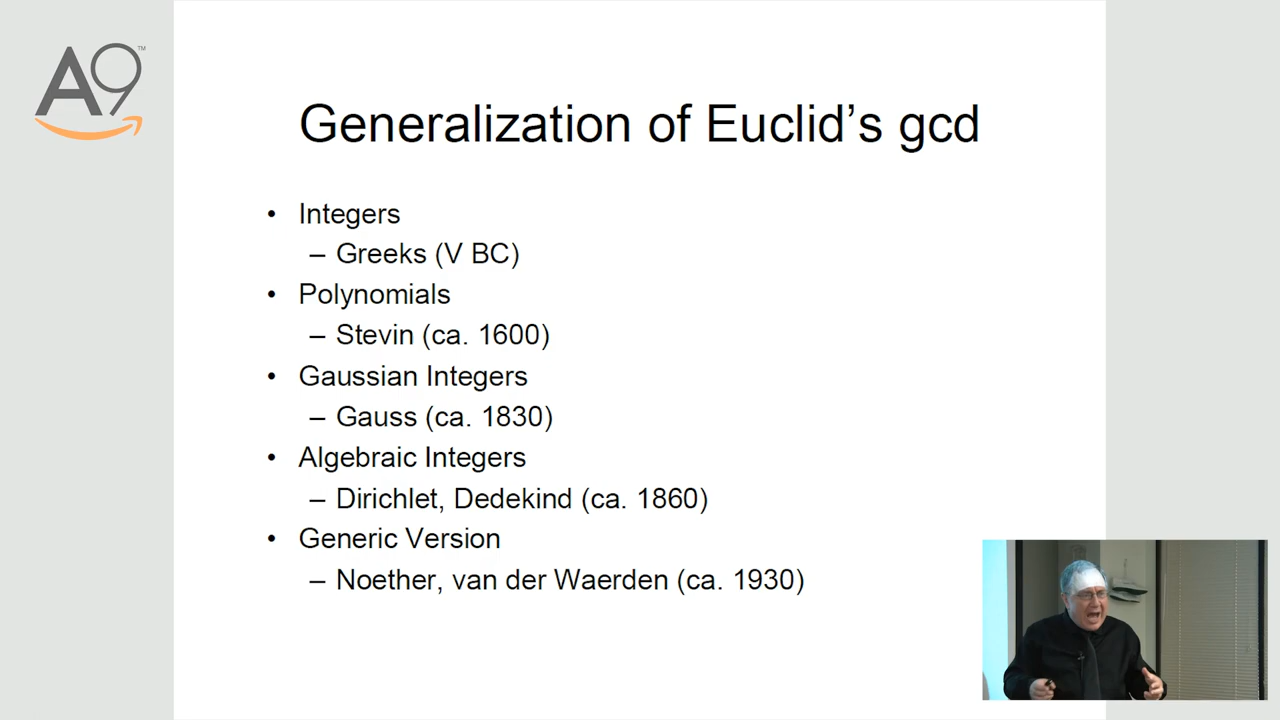 A9™
Generalization of Euclid's gcd
• Integers
– Greeks (V BC)
• Polynomials
– Stevin (ca. 1600)
• Gaussian Integers
– Gauss (ca. 1830)
• Algebraic Integers
– Dirichlet, Dedekind (ca. 1860)
• Generic Version
– Noether, van der Waerden (ca. 1930)